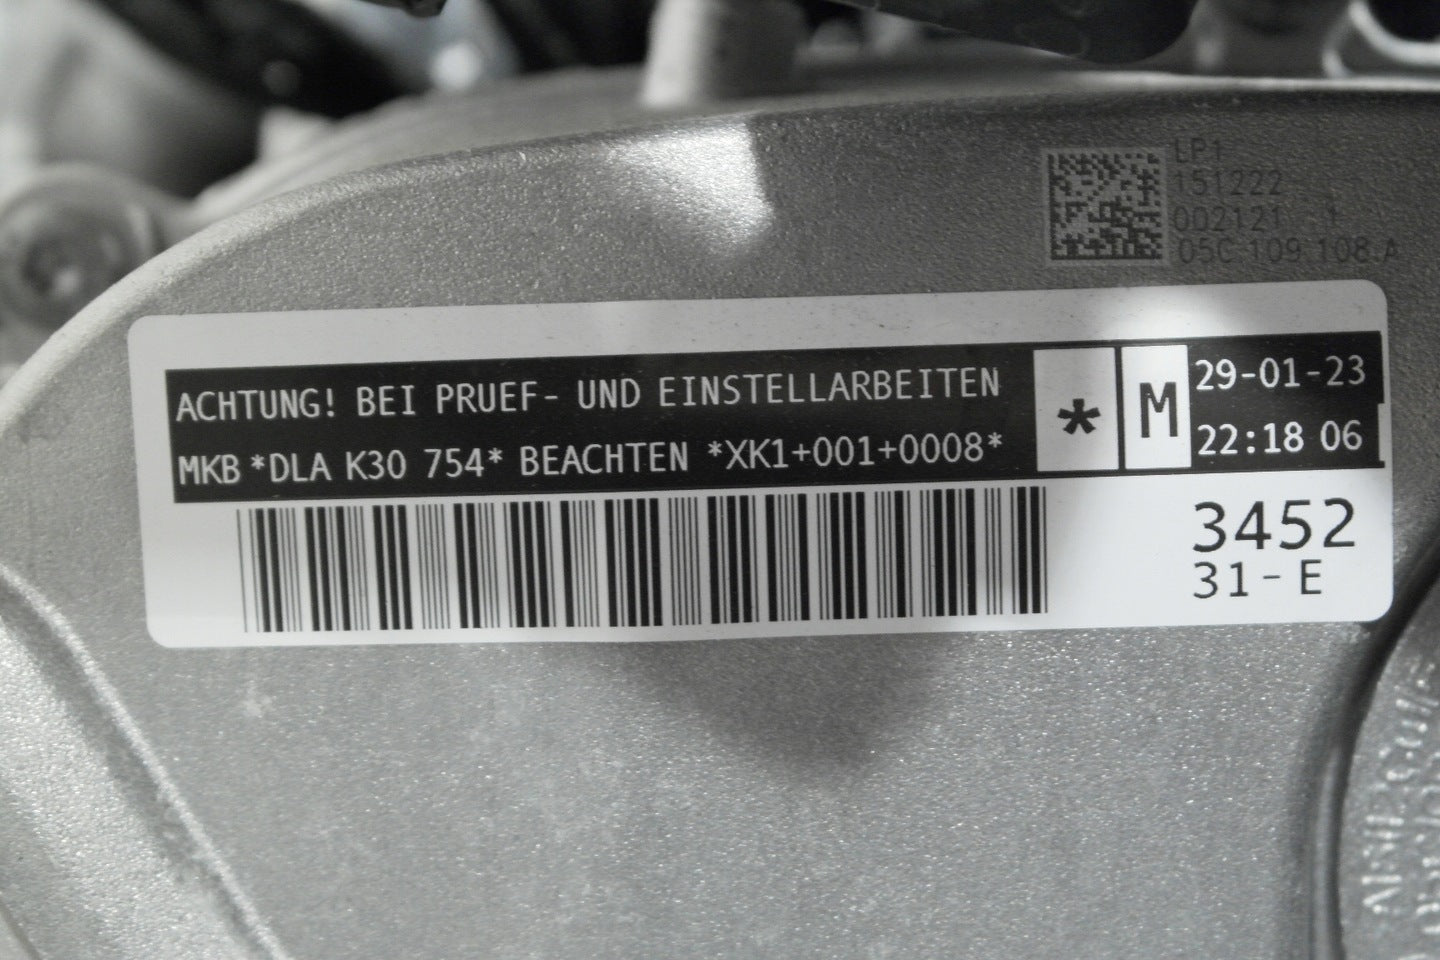 LP1
151222
002121 1
05C.109.108.A
ACHTUNG! BEI PRUEF- UND EINSTELLARBEITEN
MKB *DLA K30 754* BEACHTEN *XK1+001+0008*
* M
29-01-23
22:18 06
3452
31-E